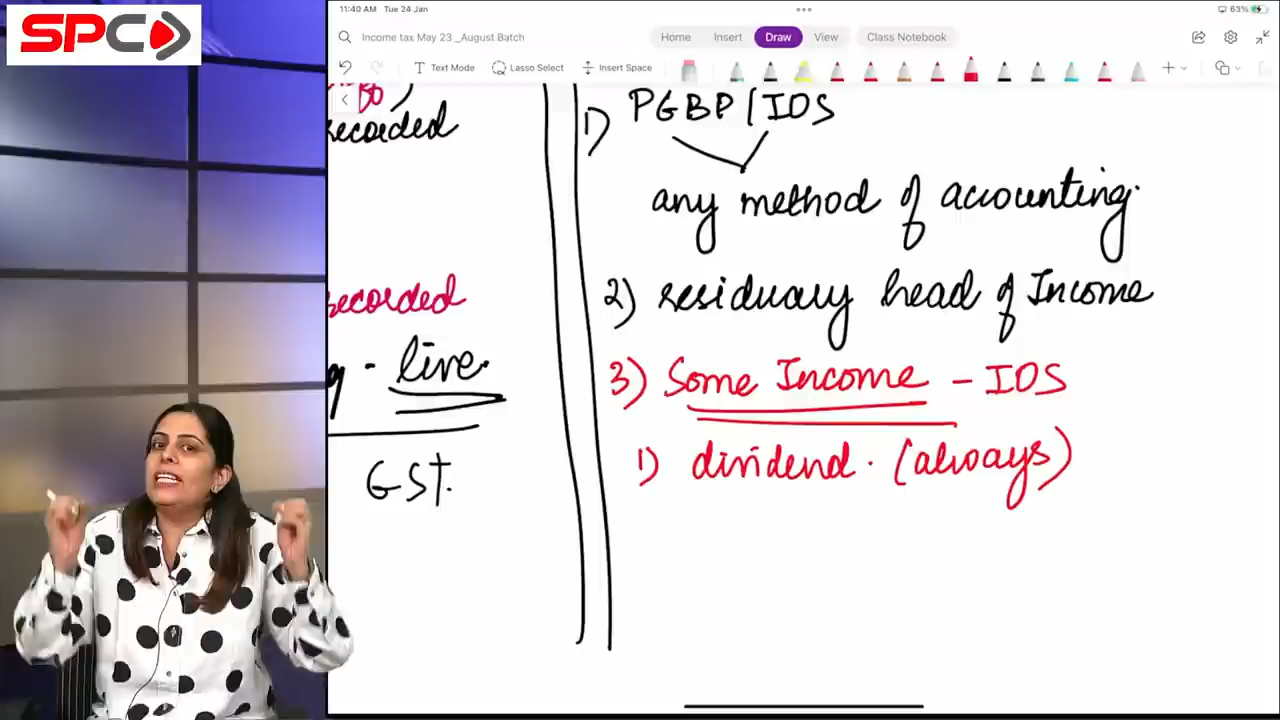 11:40 AM Tue 24 Jan
63%
SPC
Income tax May 23 _August Batch
Home Insert Draw View Class Notebook
Text Mode Lasso Select Insert Space
recorded
recorded
- live.
GST.
1) PGBP/IOS
any method of accounting.
2) residuary head of Income
3) Some Income - IOS
1) dividend. (always)